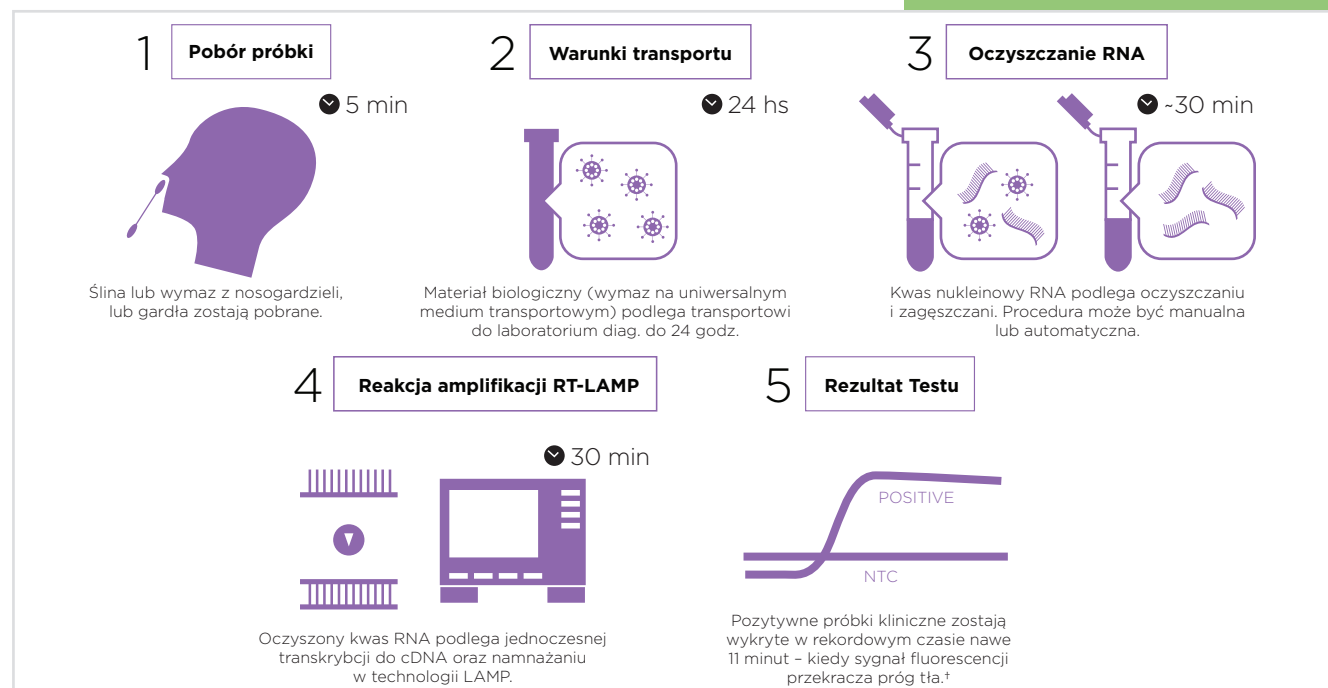 1 Pobór próbki
5 min
Ślina lub wymaz z nosogardzieli,
lub gardła zostają pobrane.
2 Warunki transportu
24 hs
Materiał biologiczny (wymaz na uniwersalnym
medium transportowym) podlega transportowi
do laboratorium diag. do 24 godz.
3 Oczyszczanie RNA
~30 min
Kwas nukleinowy RNA podlega oczyszczaniu
i zagęszczani. Procedura może być manualna
lub automatyczna.
4 Reakcja amplifikacji RT-LAMP
30 min
Oczyszony kwas RNA podlega jednoczesnej
transkrybcji do cDNA oraz namnażaniu
w technologii LAMP.
5 Rezultat Testu
POSITIVE
NTC
Pozytywne próbki kliniczne zostają
wykryte w rekordowym czasie nawe
11 minut – kiedy sygnał fluorescencji
przekracza próg tła.†